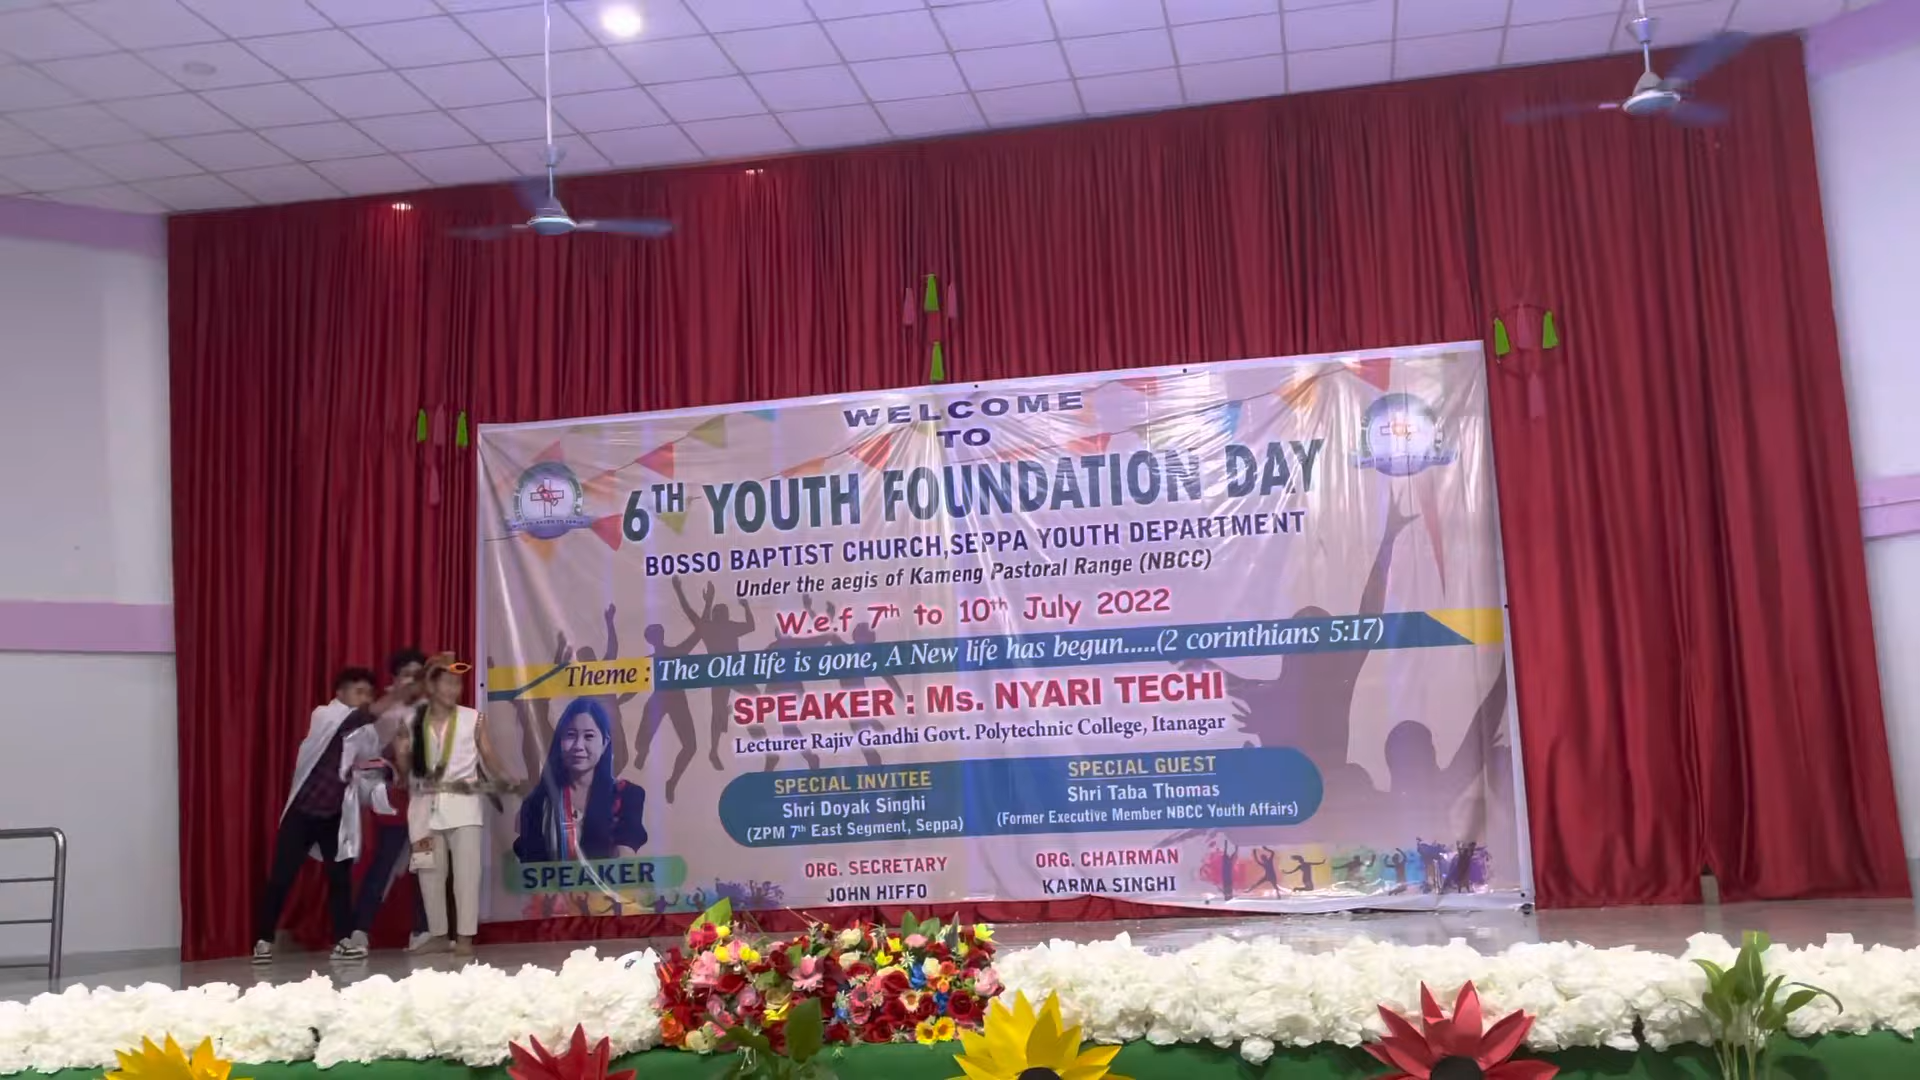 WELCOME
TO
6TH YOUTH FOUNDATION DAY
BOSSO BAPTIST CHURCH,SEPPA YOUTH DEPARTMENT
Under the aegis of Kameng Pastoral Range (NBCC)
W.e.f 7th to 10th July 2022
Theme : The Old life is gone, A New life has begun.....(2 corinthians 5:17)
SPEAKER : Ms. NYARI TECHI
Lecturer Rajiv Gandhi Govt. Polytechnic College, Itanagar
SPECIAL INVITEE
Shri Doyak Singhi
(ZPM 7th East Segment, Seppa)
SPECIAL GUEST
Shri Taba Thomas
(Former Executive Member NBCC Youth Affairs)
SPEAKER
ORG. SECRETARY
JOHN HIFFO
ORG. CHAIRMAN
KARMA SINGHI